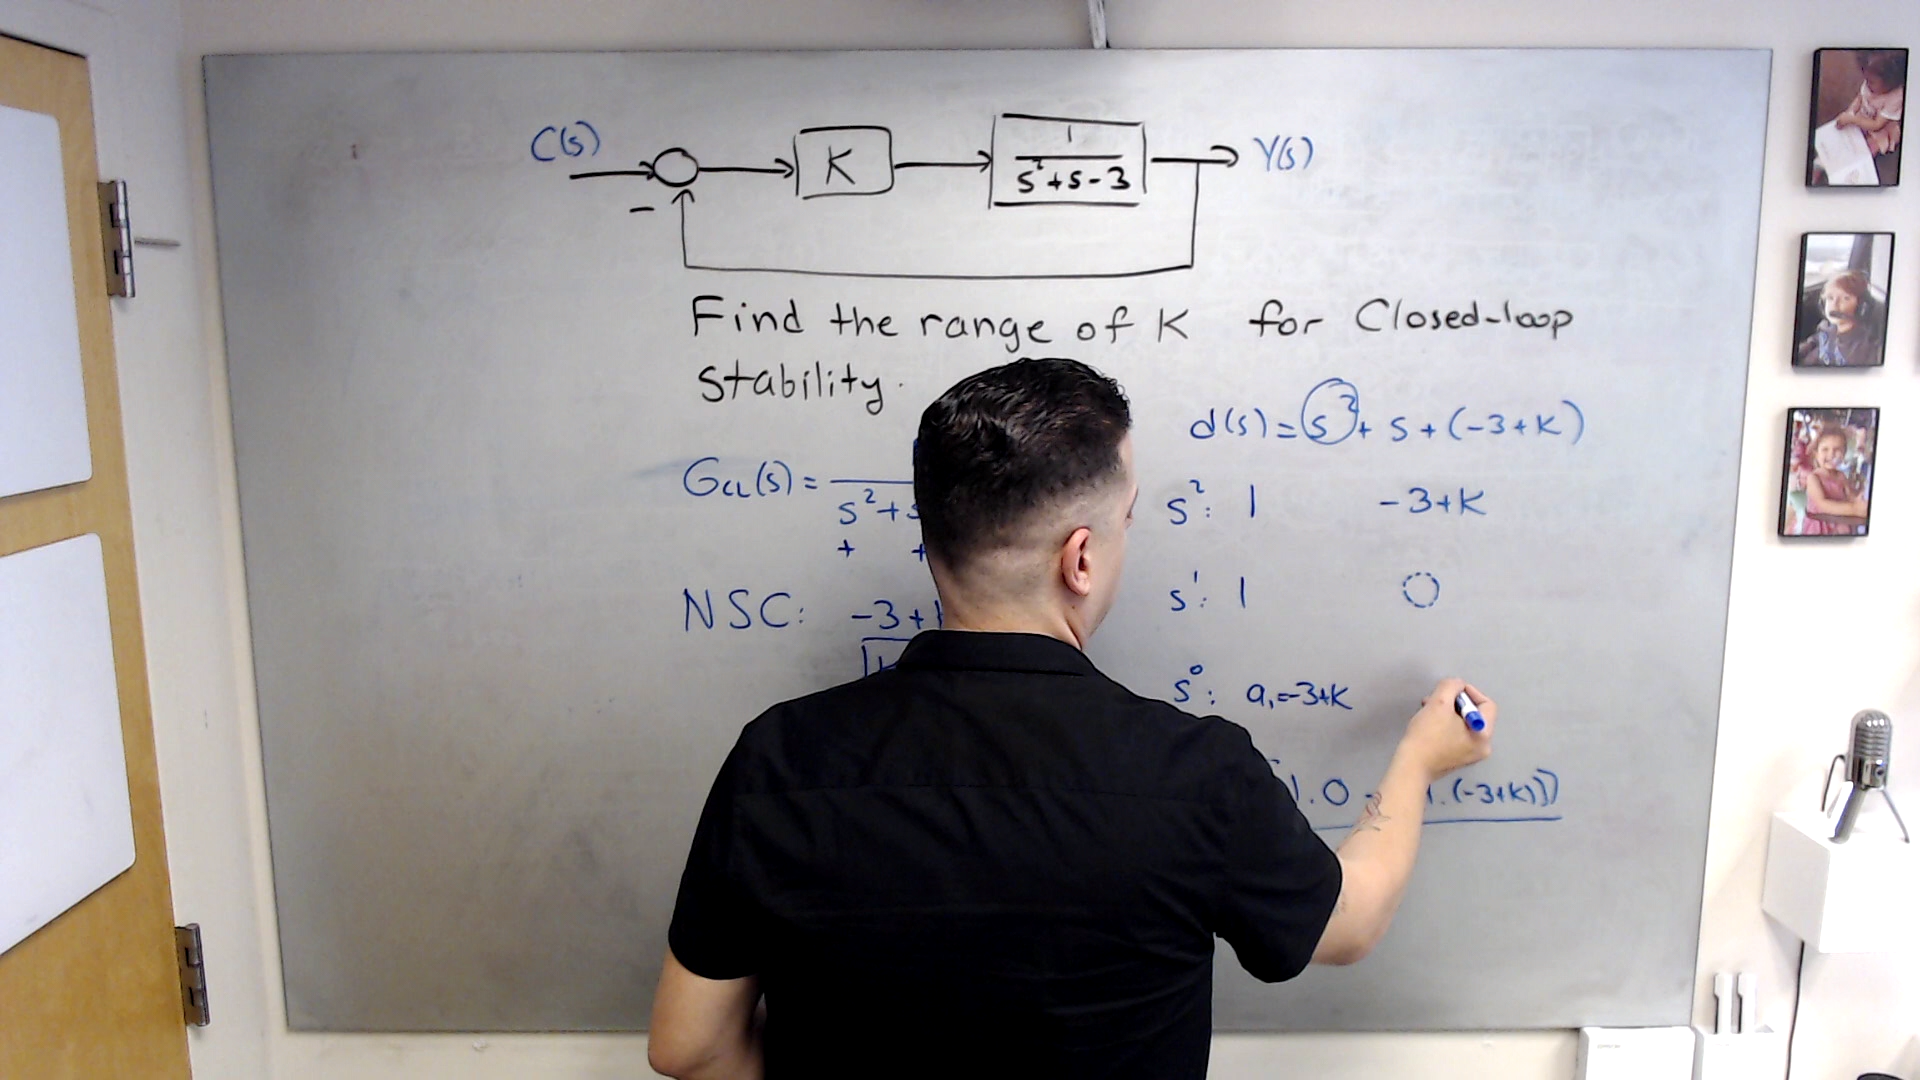 C(s) K 1 Y(s)
s²+s-3
−
Find the range of K for Closed-loop
stability.
d(s)= s² + s + (-3+K)
G_CL(s)=
s²+s
+ +
s²: 1 -3+K
s¹: 1 0
NSC: -3+
s⁰: a₁=-3+K
1.0 - 1.(-3+K))